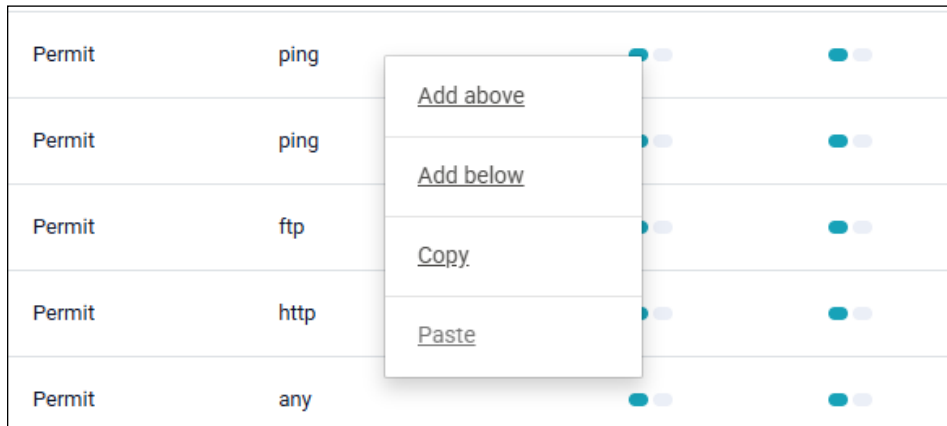 Permit ping
Add above
Permit ping
Add below
Permit ftp
Copy
Permit http
Paste
Permit any